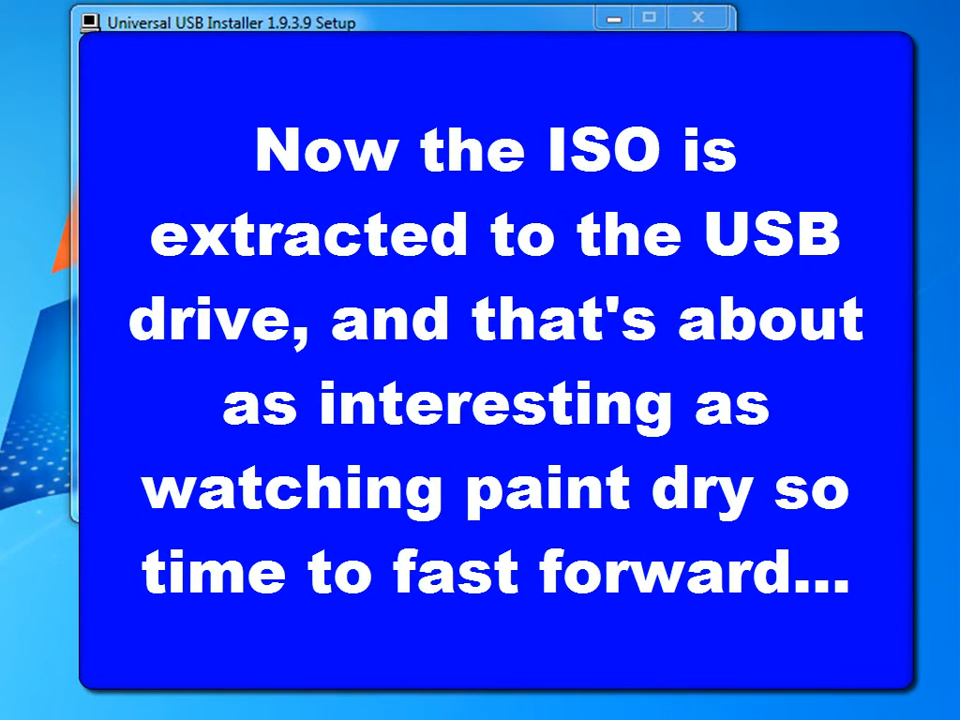 Universal USB Installer 1.9.3.9 Setup
Now the ISO is
extracted to the USB
drive, and that's about
as interesting as
watching paint dry so
time to fast forward...